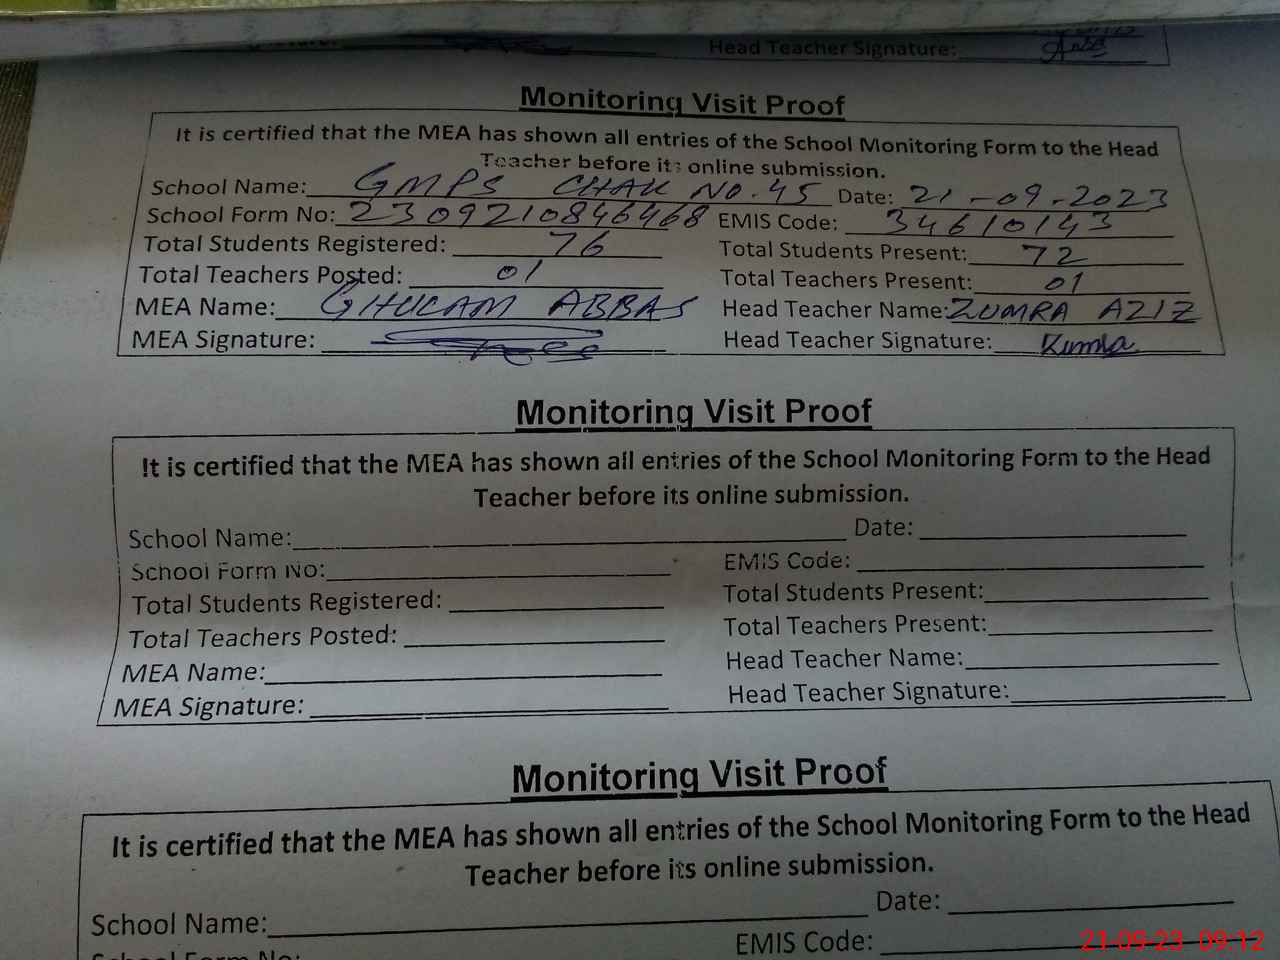 Head Teacher Signature:
Monitoring Visit Proof
It is certified that the MEA has shown all entries of the School Monitoring Form to the Head
Teacher before its online submission.
School Name: GMPS CHAK NO.45 Date: 21-09-2023
School Form No: 2309210846468 EMIS Code: 34610143
Total Students Registered: 76 Total Students Present: 72
Total Teachers Posted: 01 Total Teachers Present: 01
MEA Name: GHULAM ABBAS Head Teacher Name: ZUMRA AZIZ
MEA Signature: Head Teacher Signature:
Monitoring Visit Proof
It is certified that the MEA has shown all entries of the School Monitoring Form to the Head
Teacher before its online submission.
School Name: Date:
School Form No: EMIS Code:
Total Students Registered: Total Students Present:
Total Teachers Posted: Total Teachers Present:
MEA Name: Head Teacher Name:
MEA Signature: Head Teacher Signature:
Monitoring Visit Proof
It is certified that the MEA has shown all entries of the School Monitoring Form to the Head
Teacher before its online submission.
School Name: Date:
School Form No: EMIS Code:
21-09-23 09:12